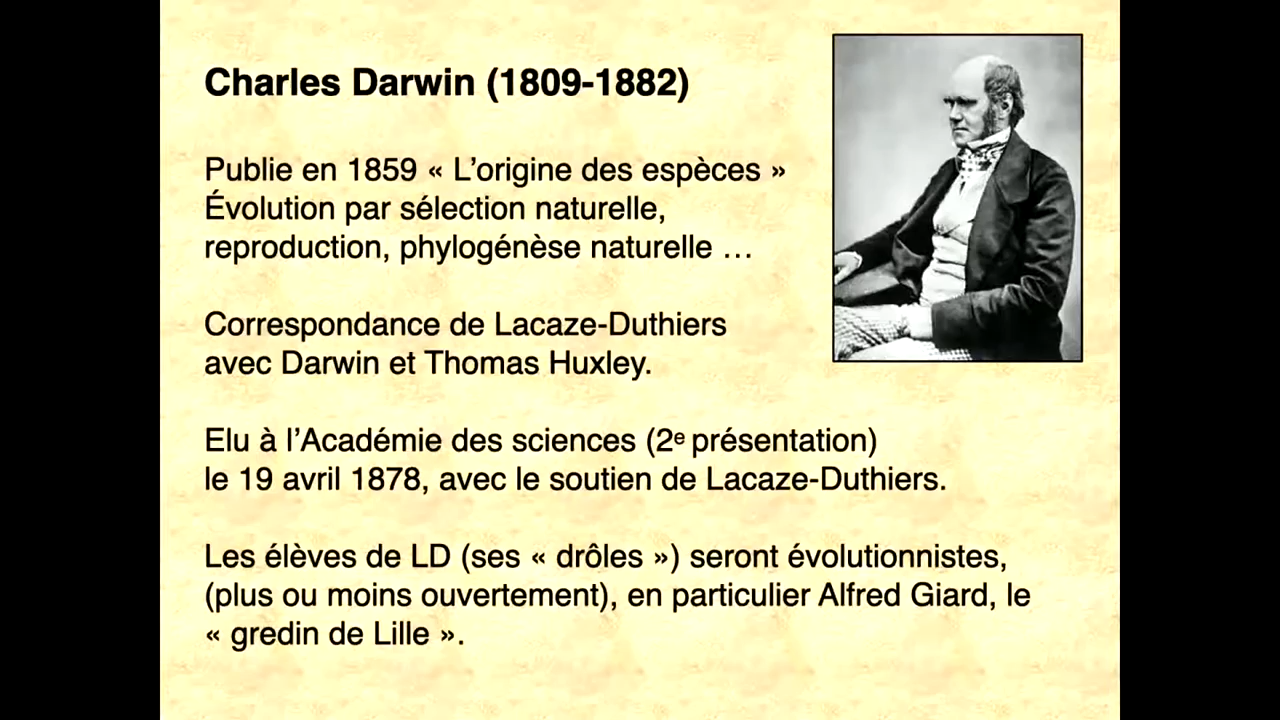 Charles Darwin (1809-1882)
Publie en 1859 « L’origine des espèces »
Évolution par sélection naturelle,
reproduction, phylogénèse naturelle …
Correspondance de Lacaze-Duthiers
avec Darwin et Thomas Huxley.
Elu à l’Académie des sciences (2e présentation)
le 19 avril 1878, avec le soutien de Lacaze-Duthiers.
Les élèves de LD (ses « drôles ») seront évolutionnistes,
(plus ou moins ouvertement), en particulier Alfred Giard, le
« gredin de Lille ».